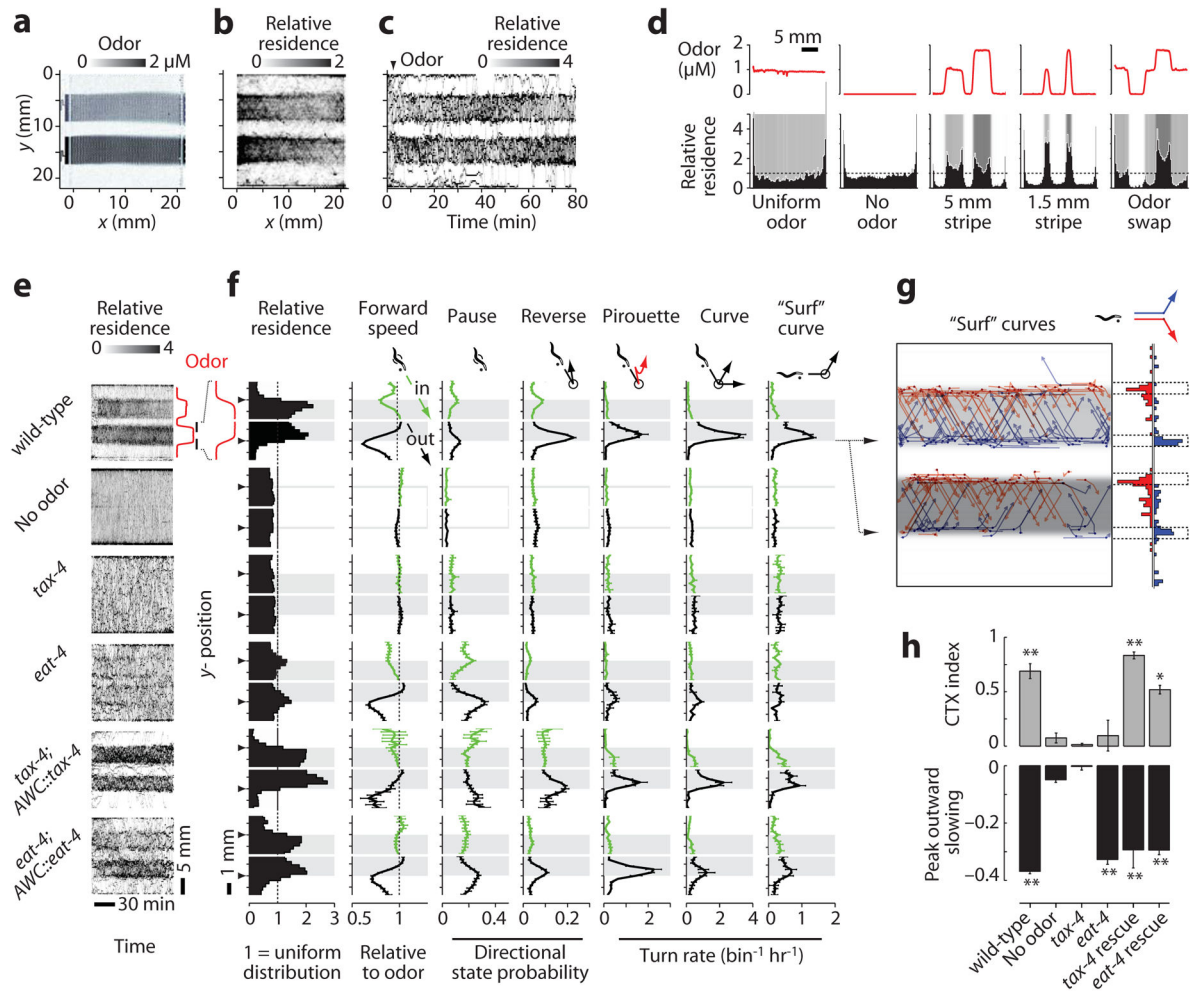 a
Odor
0 2 µM
0
10
20
y (mm)
0 10 20
x (mm)
b
Relative
residence
0 2
0 10 20
x (mm)
c
Odor
Relative
residence
0 4
0 20 40 60 80
Time (min)
d
5 mm
Odor
(µM)
2
1
0
Relative
residence
4
2
0
Uniform
odor
No
odor
5 mm
stripe
1.5 mm
stripe
Odor
swap
e
Relative
residence
0 4
Odor
wild-type
No odor
tax-4
eat-4
tax-4;
AWC::tax-4
eat-4;
AWC::eat-4
30 min
5 mm
Time
f
Relative
residence
Forward
speed
Pause
Reverse
Pirouette
Curve
"Surf"
curve
in
out
y- position
1 mm
0 1 2 3
0.5 1
0 0.4
0 0.2
0 2
0 2
0 1 2
1 = uniform
distribution
Relative
to odor
Directional
state probability
Turn rate (bin-1 hr-1)
g
"Surf" curves
h
CTX index
1
0.5
0
**
**
*
Peak outward
slowing
0
−0.2
−0.4
**
**
**
**
wild-type
No odor
tax-4
eat-4
tax-4 rescue
eat-4 rescue